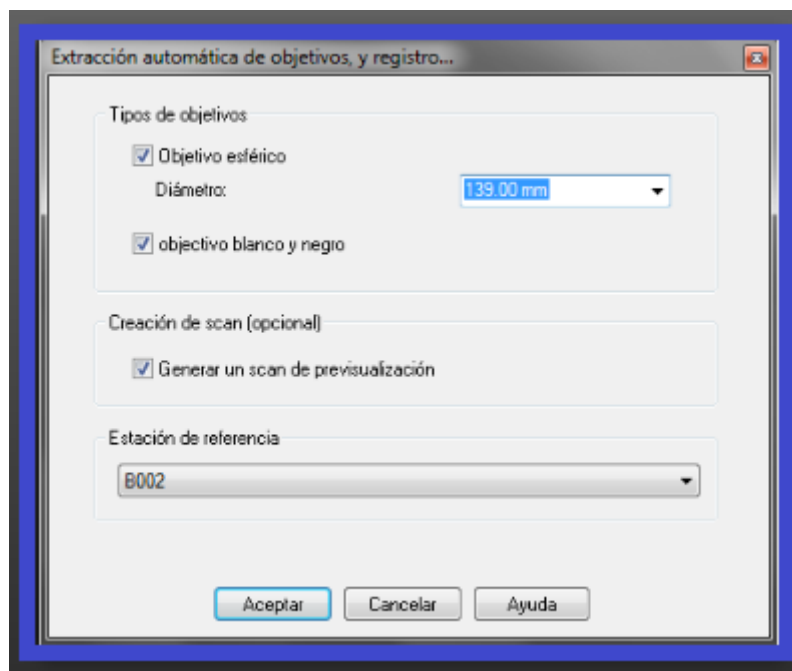 Extracción automática de objetivos, y registro...
Tipos de objetivos
Objetivo esférico
Diámetro: 139.00 mm
objectivo blanco y negro
Creación de scan (opcional)
Generar un scan de previsualización
Estación de referencia
B002
Aceptar Cancelar Ayuda